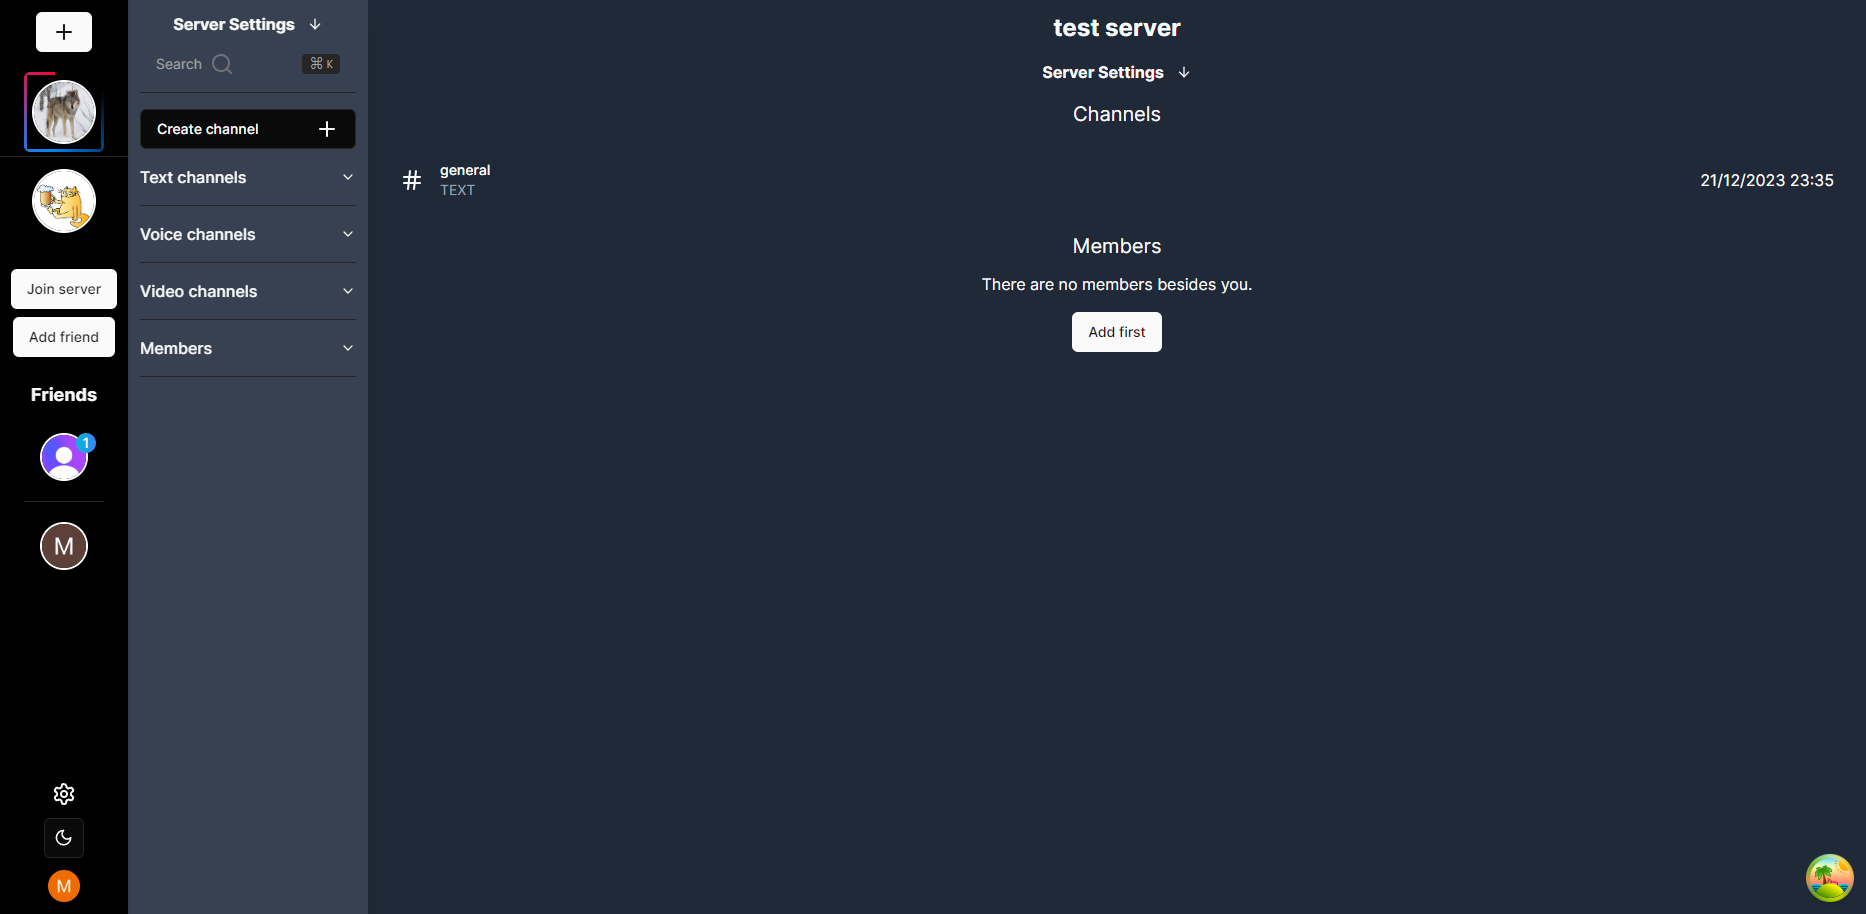 Server Settings
Search
⌘ K
Create channel
Text channels
Voice channels
Video channels
Members
Join server
Add friend
Friends
1
M
M
test server
Server Settings
Channels
general
TEXT
21/12/2023 23:35
Members
There are no members besides you.
Add first